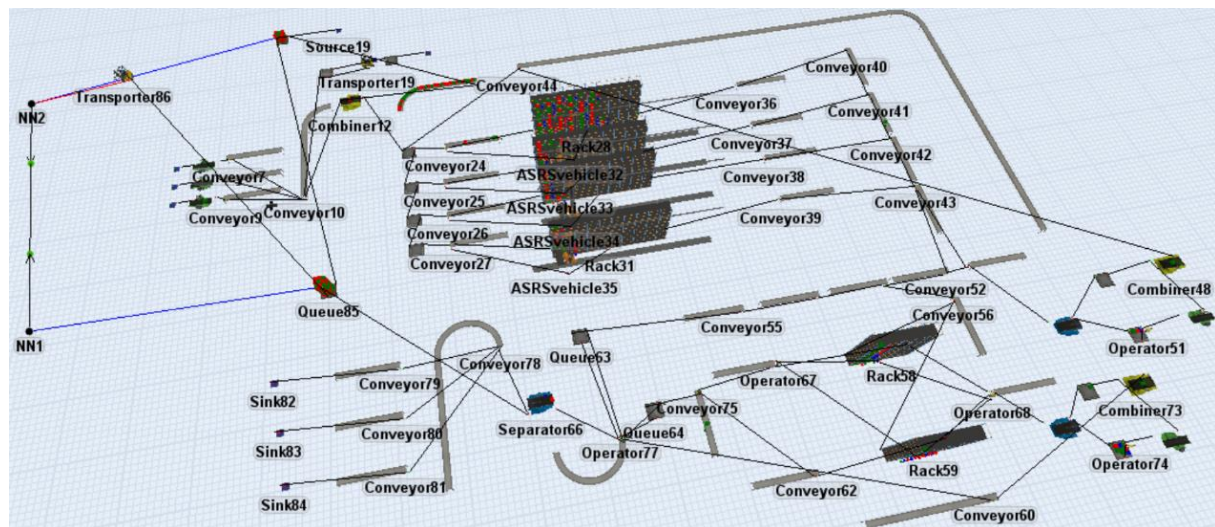 Source19
Conveyor40
Transporter86
Transporter19
Conveyor44
NN2
Conveyor36
Conveyor41
Combiner12
Rack28
Conveyor37
Conveyor42
Conveyor7
Conveyor24
ASRSvehicle32
Conveyor38
Conveyor9
Conveyor10
Conveyor25
ASRSvehicle33
Conveyor43
Conveyor39
Conveyor26
ASRSvehicle34
Conveyor27
Rack31
ASRSvehicle35
Conveyor52
Combiner48
Queue85
Conveyor56
NN1
Conveyor55
Operator51
Queue63
Conveyor78
Rack58
Conveyor79
Operator67
Sink82
Conveyor75
Operator68
Combiner73
Separator66
Queue64
Conveyor80
Sink83
Operator77
Rack59
Operator74
Conveyor81
Conveyor62
Sink84
Conveyor60